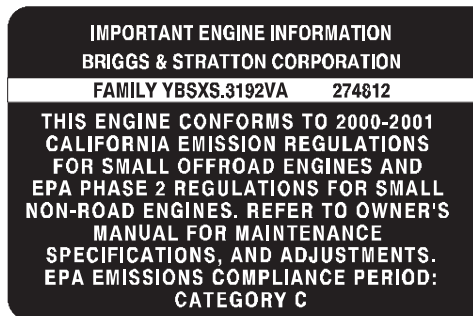 IMPORTANT ENGINE INFORMATION
BRIGGS & STRATTON CORPORATION
FAMILY YBSXS.3192VA 274812
THIS ENGINE CONFORMS TO 2000-2001
CALIFORNIA EMISSION REGULATIONS
FOR SMALL OFFROAD ENGINES AND
EPA PHASE 2 REGULATIONS FOR SMALL
NON-ROAD ENGINES. REFER TO OWNER'S
MANUAL FOR MAINTENANCE
SPECIFICATIONS, AND ADJUSTMENTS.
EPA EMISSIONS COMPLIANCE PERIOD:
CATEGORY C